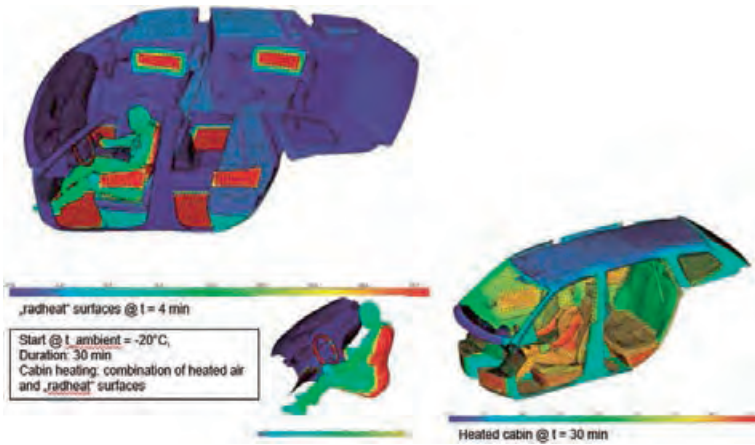 „radheat" surfaces @ t = 4 min
Start @ t_ambient = -20°C,
Duration: 30 min
Cabin heating: combination of heated air
and „radheat" surfaces
Heated cabin @ t = 30 min